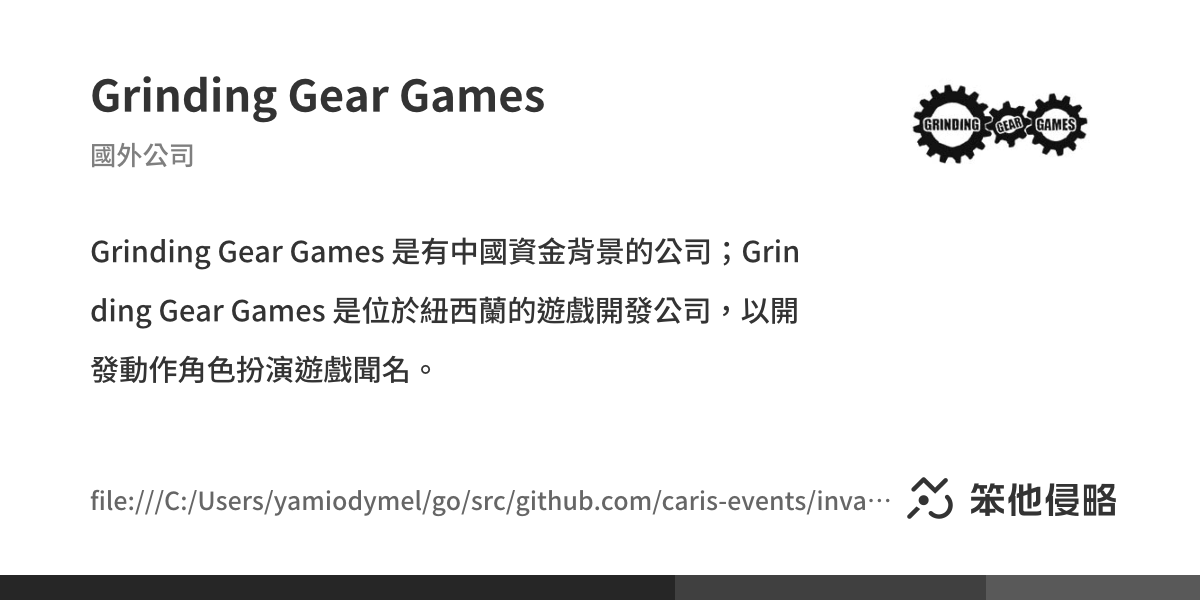 Grinding Gear Games
國外公司
GRINDING GEAR GAMES
Grinding Gear Games 是有中國資金背景的公司；Grin
ding Gear Games 是位於紐西蘭的遊戲開發公司，以開
發動作角色扮演遊戲聞名。
file:///C:/Users/yamiodymel/go/src/github.com/caris-events/inva…
笨他侵略